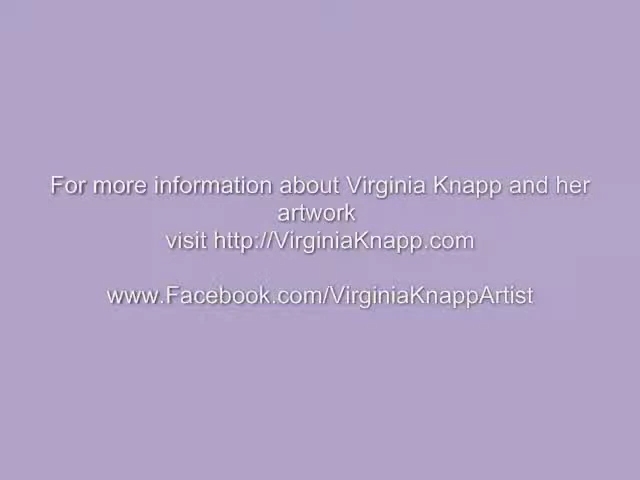 For more information about Virginia Knapp and her
artwork
visit http://VirginiaKnapp.com
www.Facebook.com/VirginiaKnappArtist